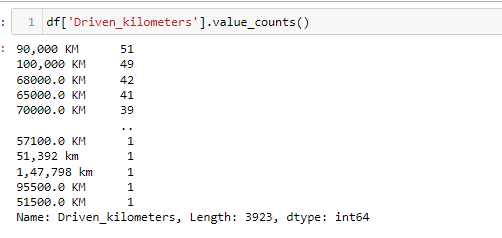 1 df['Driven_kilometers'].value_counts()
90,000 KM 51
100,000 KM 49
68000.0 KM 42
65000.0 KM 41
70000.0 KM 39
..
57100.0 KM 1
51,392 km 1
1,47,798 km 1
95500.0 KM 1
51500.0 KM 1
Name: Driven_kilometers, Length: 3923, dtype: int64